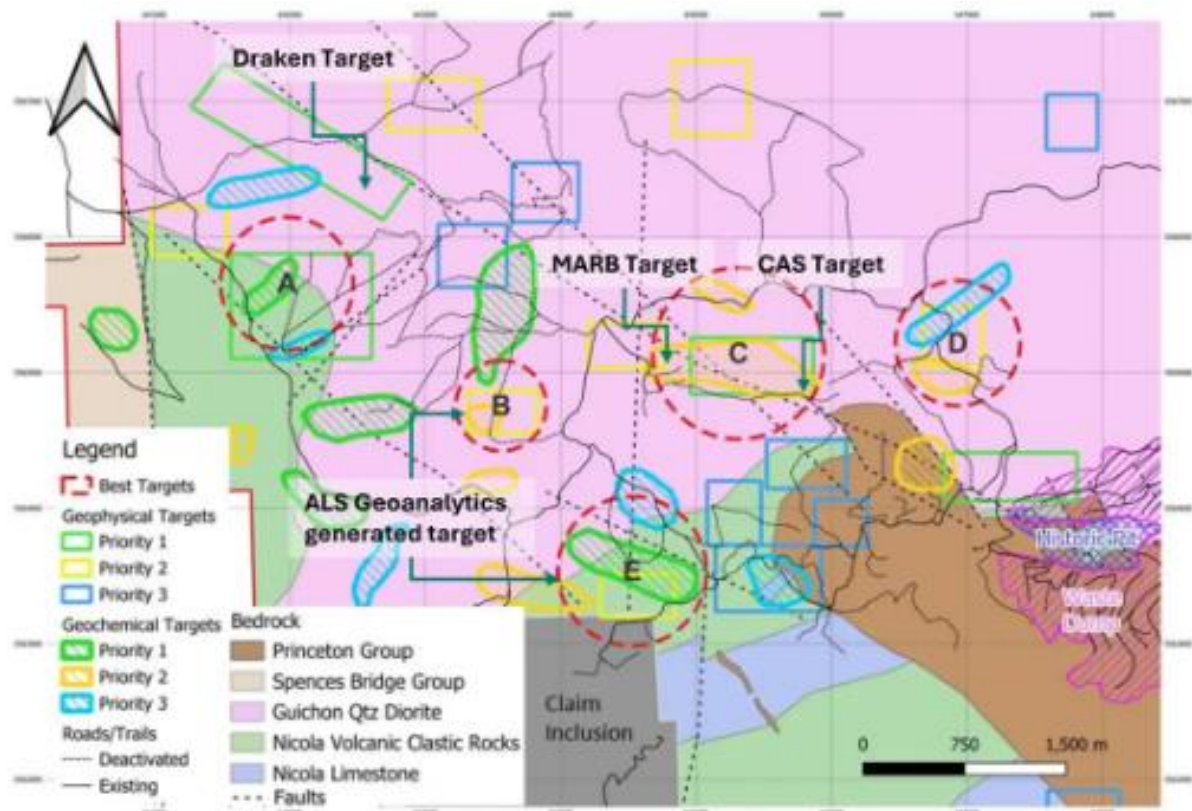 Draken Target
MARB Target
CAS Target
A
B
C
D
E
ALS Geoanalytics
generated target
Historic Pit
Claim
Inclusion
Legend
Best Targets
Geophysical Targets
Priority 1
Priority 2
Priority 3
Geochemical Targets
Priority 1
Priority 2
Priority 3
Roads/Trails
Deactivated
Existing
Bedrock
Princeton Group
Spences Bridge Group
Guichon Qtz Diorite
Nicola Volcanic Clastic Rocks
Nicola Limestone
Faults
0 750 1,500 m